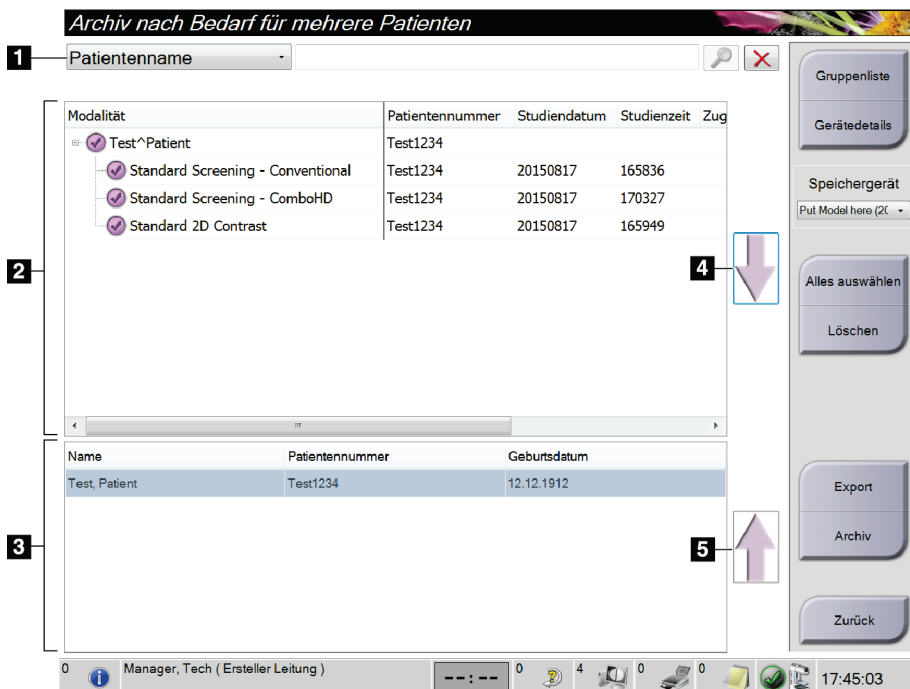 Archiv nach Bedarf für mehrere Patienten
1
Patientenname
Gruppenliste
Gerätedetails
Modalität Patientennummer Studiendatum Studienzeit Zug
Test^Patient Test1234
Standard Screening - Conventional Test1234 20150817 165836
Standard Screening - ComboHD Test1234 20150817 170327
Standard 2D Contrast Test1234 20150817 165949
Speichergerät
Put Model here (20
2
4
Alles auswählen
Löschen
Name Patientennummer Geburtsdatum
Test, Patient Test1234 12.12.1912
3
5
Export
Archiv
Zurück
0 Manager, Tech ( Ersteller Leitung ) --:-- 0 4 0 0 17:45:03